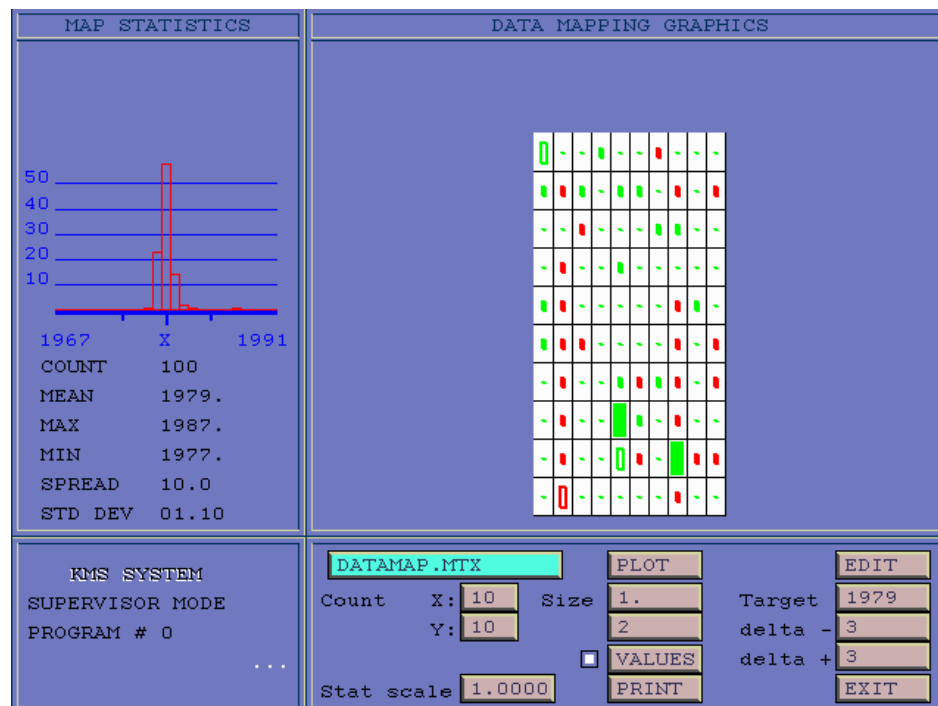 MAP STATISTICS
DATA MAPPING GRAPHICS
50
40
30
20
10
1967 X 1991
COUNT 100
MEAN 1979.
MAX 1987.
MIN 1977.
SPREAD 10.0
STD DEV 01.10
KMS SYSTEM
SUPERVISOR MODE
PROGRAM # 0
...
DATAMAP.MTX PLOT EDIT
Count X: 10 Size 1. Target 1979
Y: 10 2 delta - 3
VALUES delta + 3
Stat scale 1.0000 PRINT EXIT